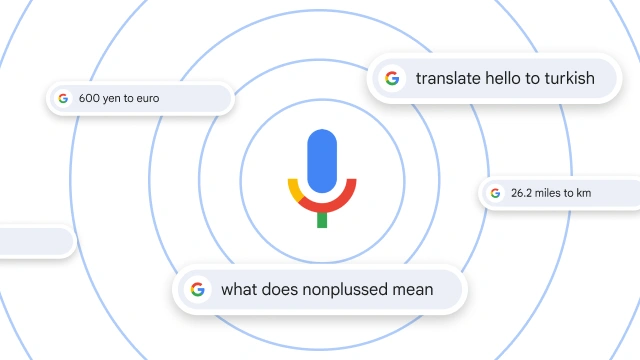 translate hello to turkish
600 yen to euro
26.2 miles to km
what does nonplussed mean